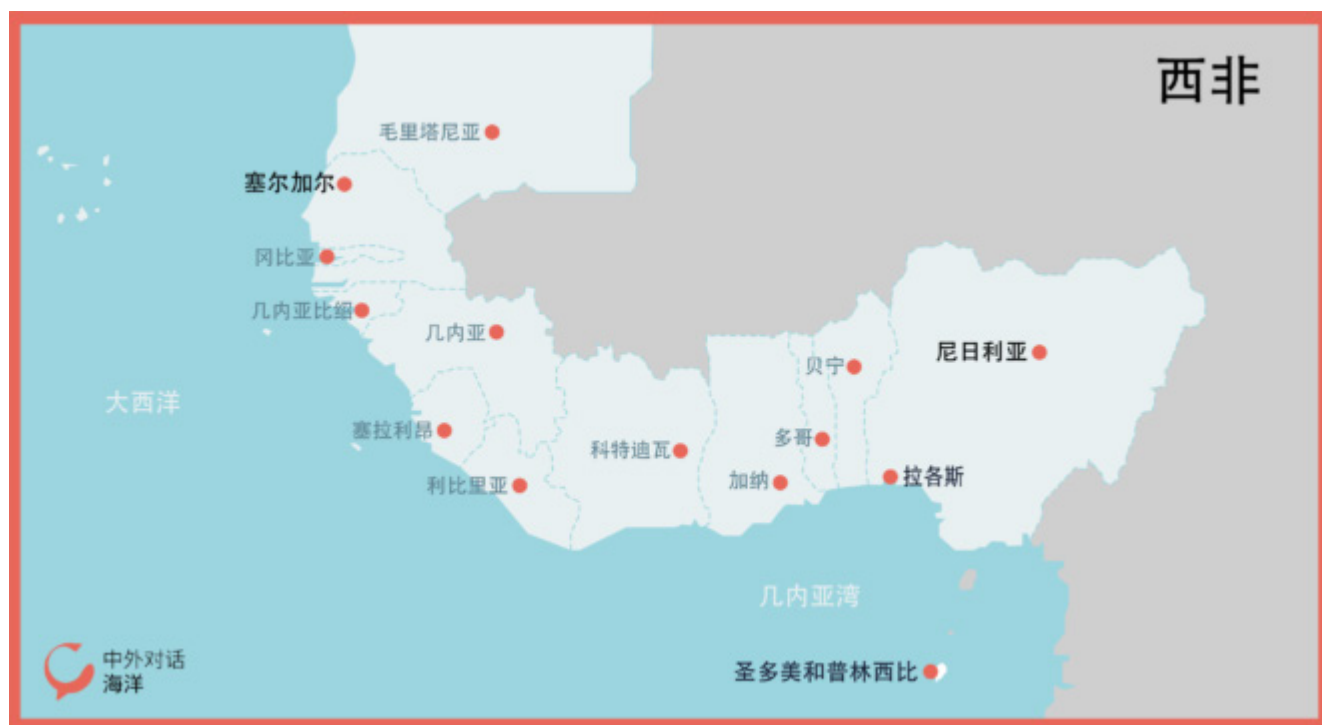 西非
毛里塔尼亚
塞尔加尔
冈比亚
几内亚比绍
几内亚
尼日利亚
贝宁
大西洋
塞拉利昂
多哥
科特迪瓦
拉各斯
加纳
利比里亚
几内亚湾
中外对话
海洋
圣多美和普林西比